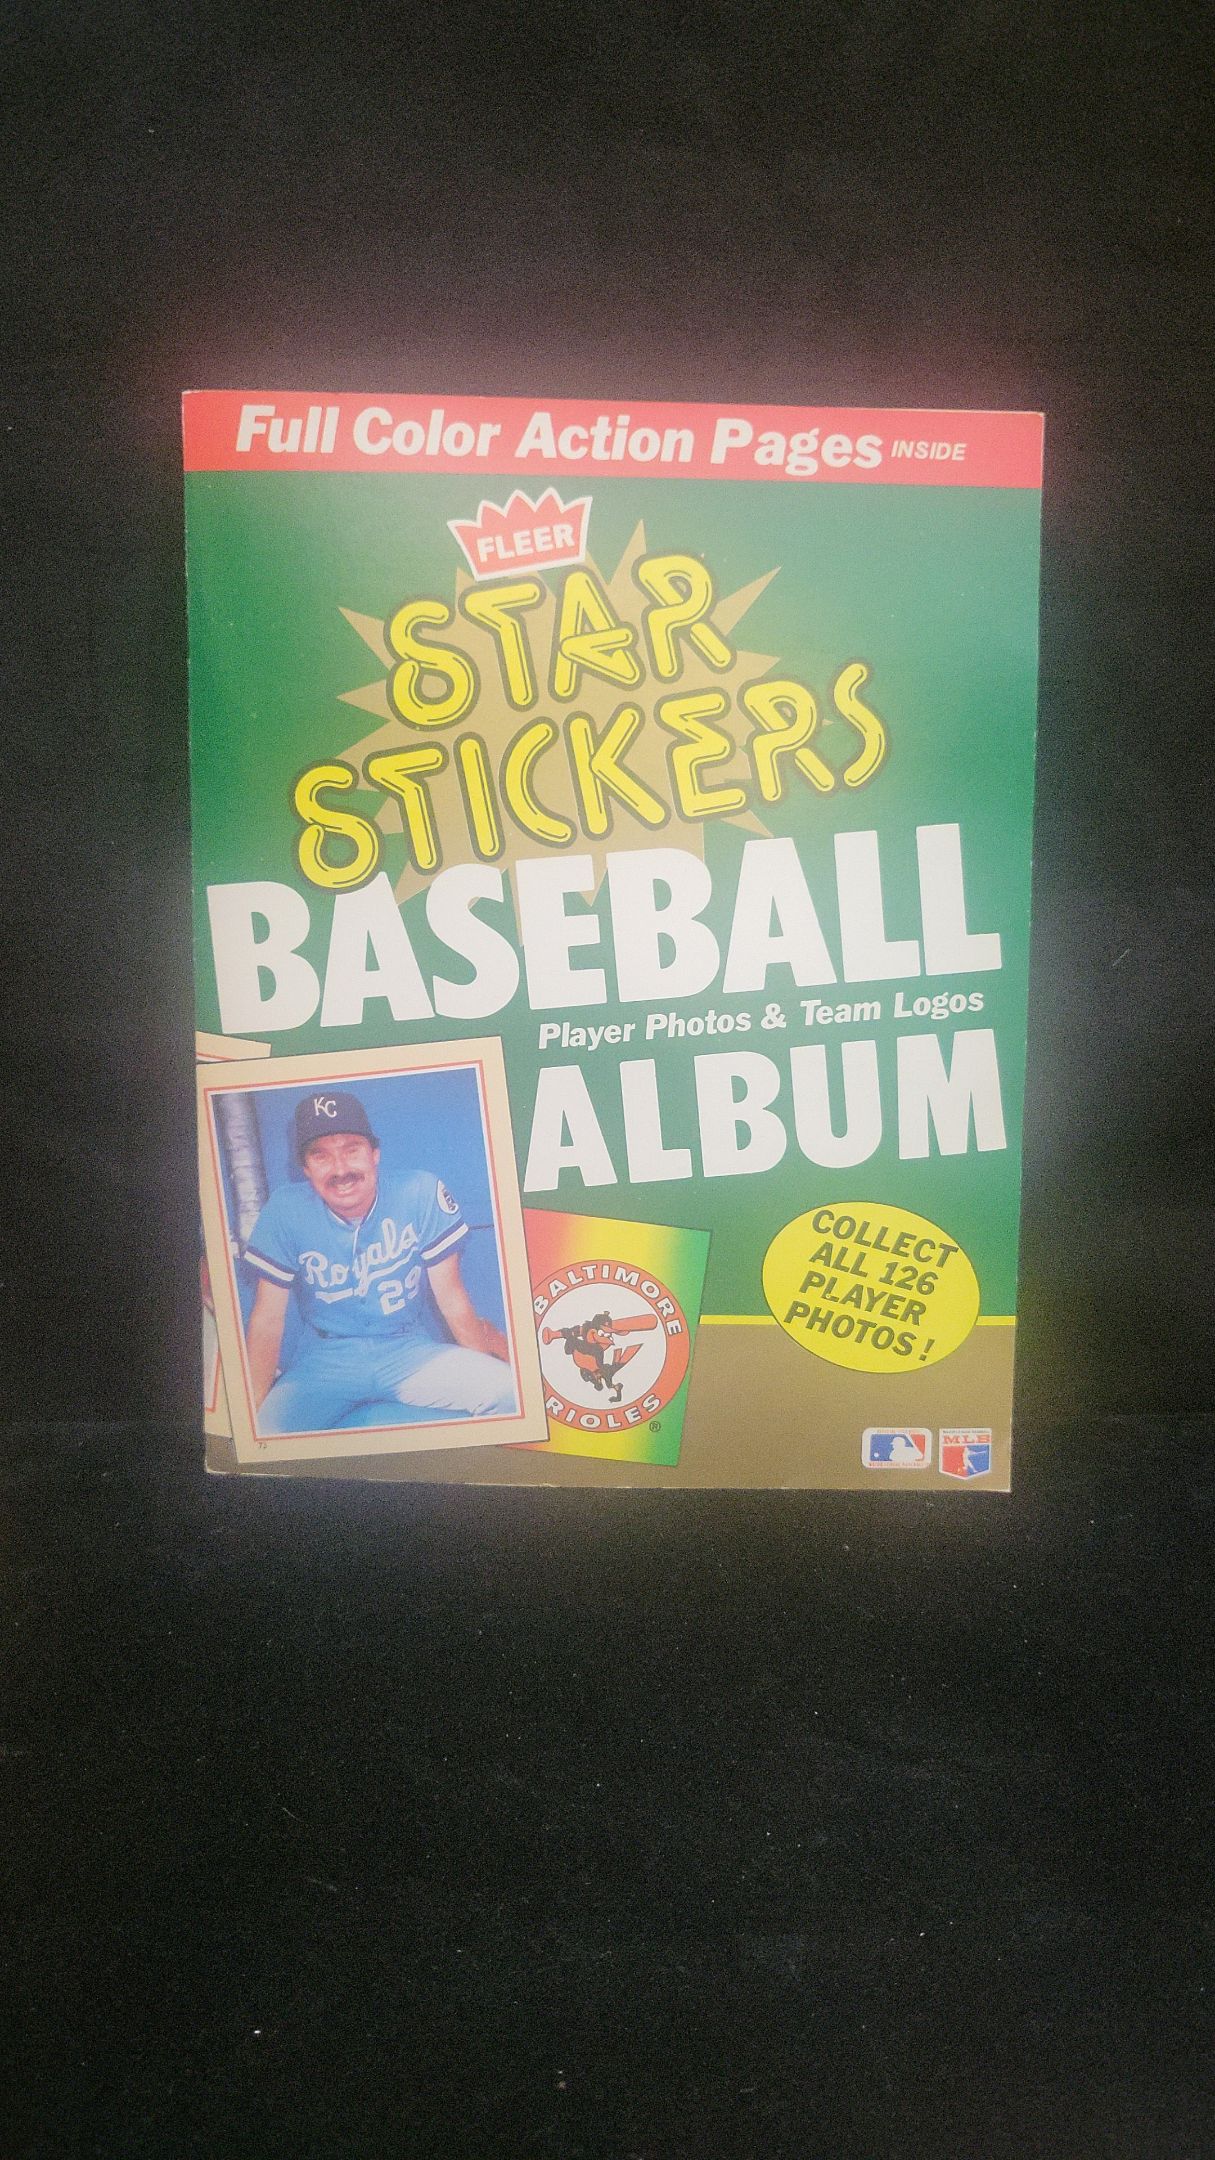 Full Color Action Pages INSIDE
FLEER
STAR
STICKERS
BASEBALL
Player Photos & Team Logos
ALBUM
KC
Royals
29
BALTIMORE
ORIOLES
®
COLLECT
ALL 126
PLAYER
PHOTOS!
MLB